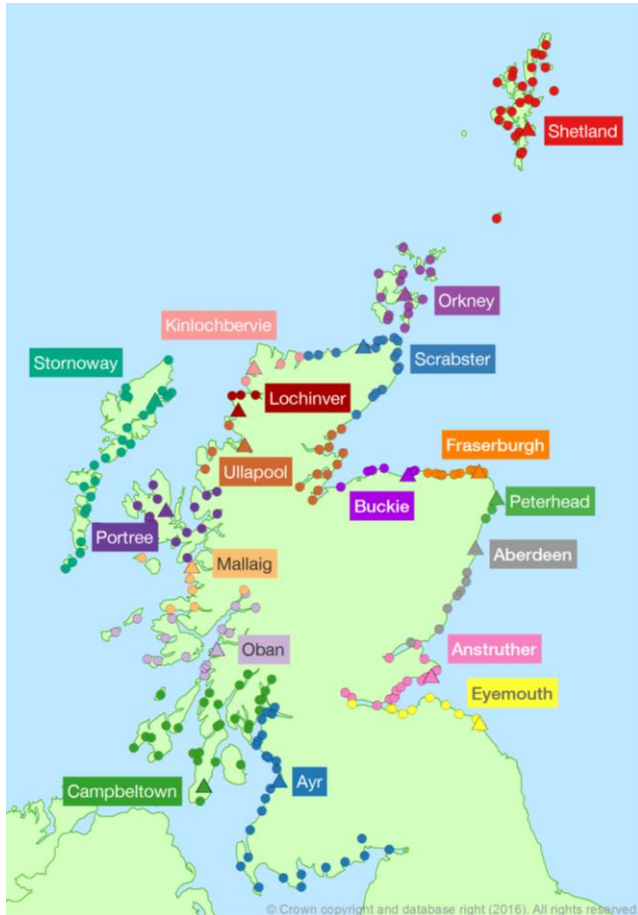 Shetland
Orkney
Kinlochbervie
Scrabster
Stornoway
Lochinver
Fraserburgh
Ullapool
Buckie
Peterhead
Portree
Aberdeen
Mallaig
Anstruther
Oban
Eyemouth
Ayr
Campbeltown
© Crown copyright and database right (2016). All rights reserved